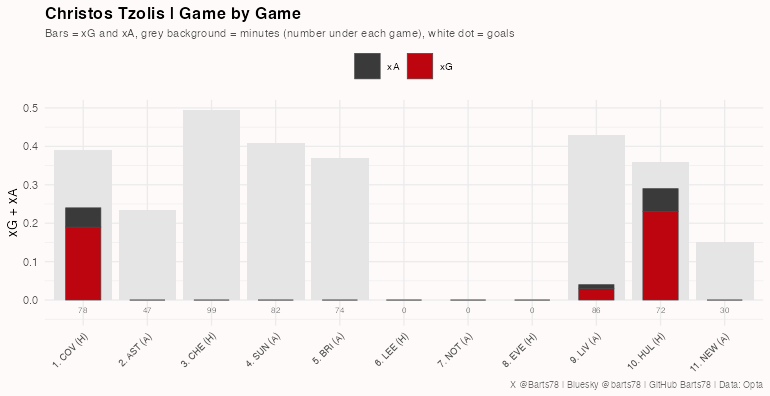 Christos Tzolis | Game by Game
Bars = xG and xA, grey background = minutes (number under each game), white dot = goals
xA xG
xG + xA
0.5
0.4
0.3
0.2
0.1
0.0
78 47 99 82 74 0 0 0 86 72 30
1. COV (H) 2. AST (A) 3. CHE (H) 4. SUN (A) 5. BRI (A) 6. LEE (H) 7. NOT (A) 8. EVE (H) 9. LIV (A) 10. HUL (H) 11. NEW (A)
X @Barts78 | Bluesky @barts78 | GitHub Barts78 | Data: Opta